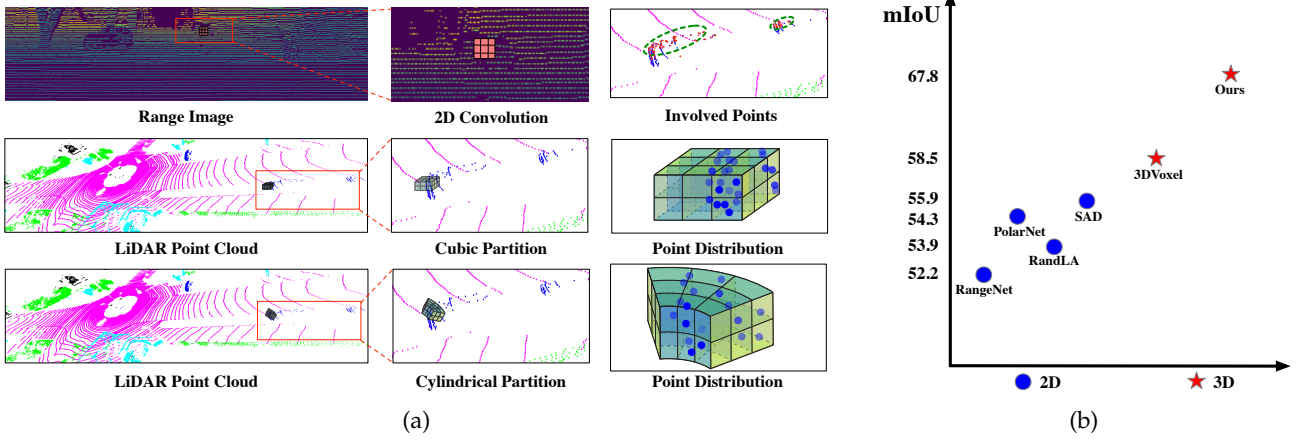 Range Image
2D Convolution
Involved Points
LiDAR Point Cloud
Cubic Partition
Point Distribution
LiDAR Point Cloud
Cylindrical Partition
Point Distribution
(a)
mIoU
67.8
Ours
58.5
3DVoxel
55.9
SAD
54.3
PolarNet
53.9
RandLA
52.2
RangeNet
2D
3D
(b)